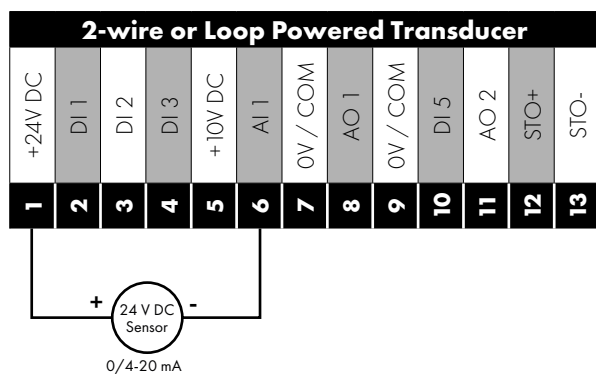 2-wire or Loop Powered Transducer
+24V DC
DI 1
DI 2
DI 3
+10V DC
AI 1
0V / COM
AO 1
0V / COM
DI 5
AO 2
STO+
STO-
1 2 3 4 5 6 7 8 9 10 11 12 13
+ -
24 V DC
Sensor
0/4-20 mA